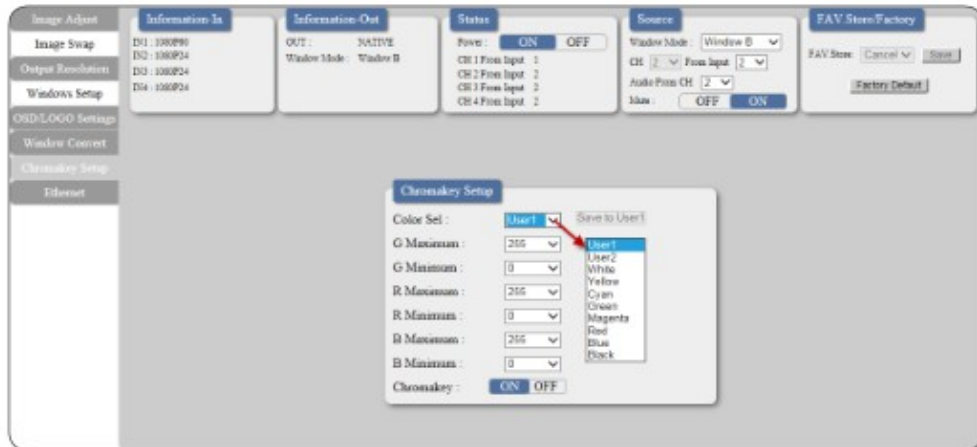 Image Adjust
Image Swap
Output Resolution
Windows Setup
OSD/LOGO Settings
Window Convert
Chromakey Setup
Ethernet
Information-In
IN1 : 1080P60
IN2 : 1080P24
IN3 : 1080P24
IN4 : 1080P24
Information-Out
OUT : NATIVE
Window Mode : Window B
Status
Power : ON OFF
CH 1 From Input 1
CH 2 From Input 2
CH 3 From Input 2
CH 4 From Input 2
Source
Window Mode : Window B
CH 2 From Input 2
Audio From CH 2
Mute : OFF ON
FAV.Store/Factory
FAV.Store: Cancel Save
Factory Default
Chromakey Setup
Color Sel : User1 Save to User1
G Maximum : 255
G Minimum : 0
R Maximum : 255
R Minimum : 0
B Maximum : 255
B Minimum : 0
Chromakey : ON OFF
User1
User2
White
Yellow
Cyan
Green
Magenta
Red
Blue
Black